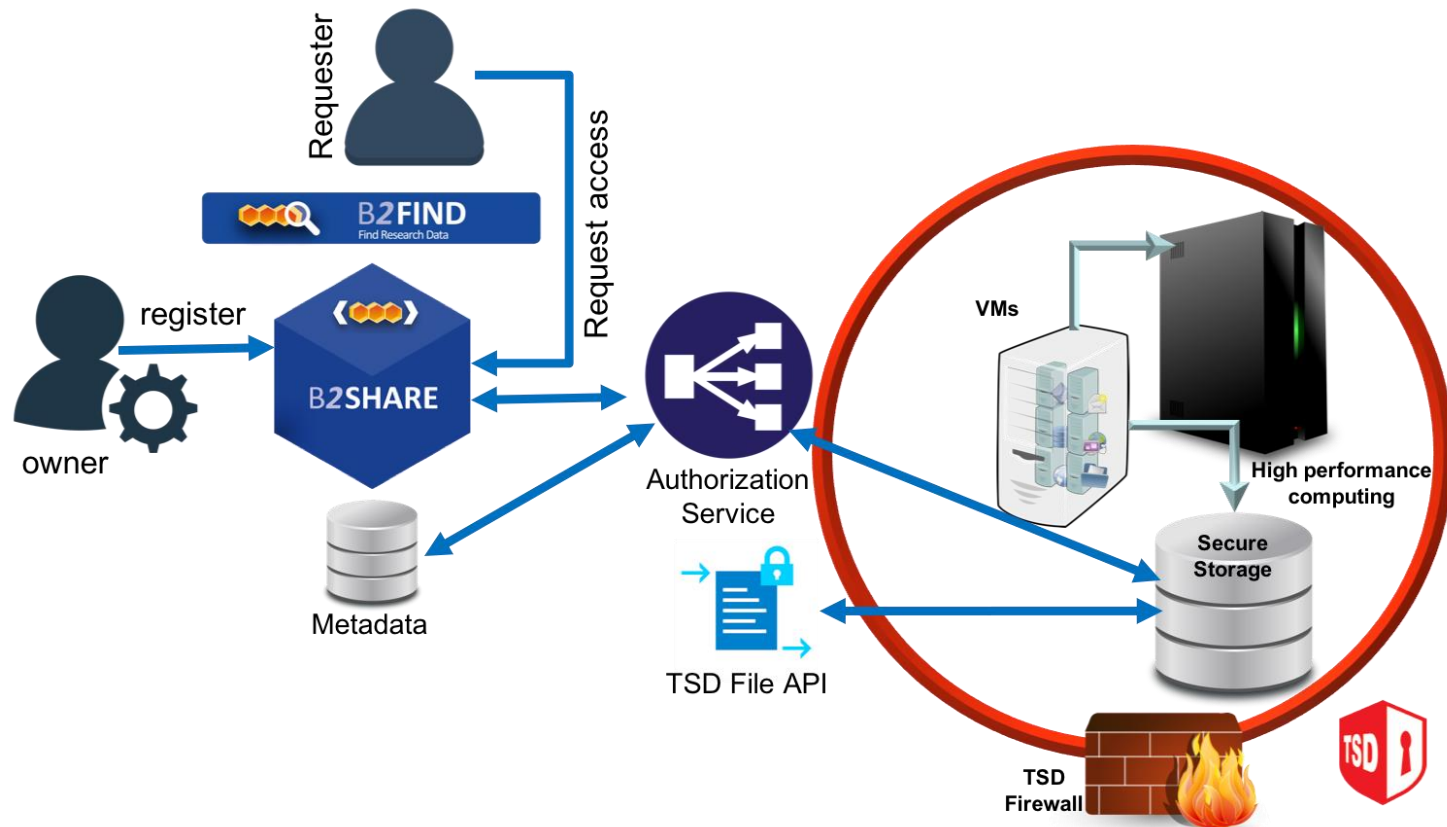 Requester
Request access
B2FIND
Find Research Data
register
B2SHARE
owner
Metadata
Authorization
Service
TSD File API
VMs
High performance
computing
Secure
Storage
TSD
Firewall
TSD